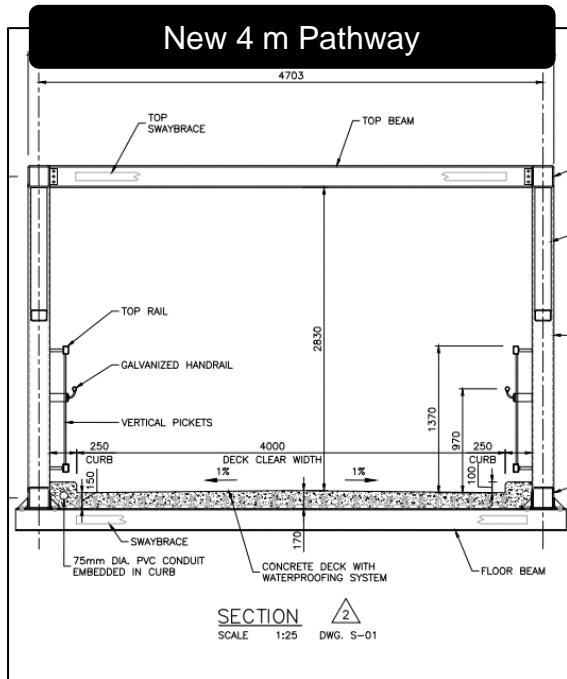 New 4 m Pathway
4703
TOP
SWAYBRACE
TOP BEAM
TOP RAIL
2830
GALVANIZED HANDRAIL
1370
970
VERTICAL PICKETS
250
4000
250
CURB
DECK CLEAR WIDTH
CURB
150
1%
1%
100
170
SWAYBRACE
75mm DIA. PVC CONDUIT
EMBEDDED IN CURB
CONCRETE DECK WITH
WATERPROOFING SYSTEM
FLOOR BEAM
SECTION 2
SCALE 1:25 DWG. S-01